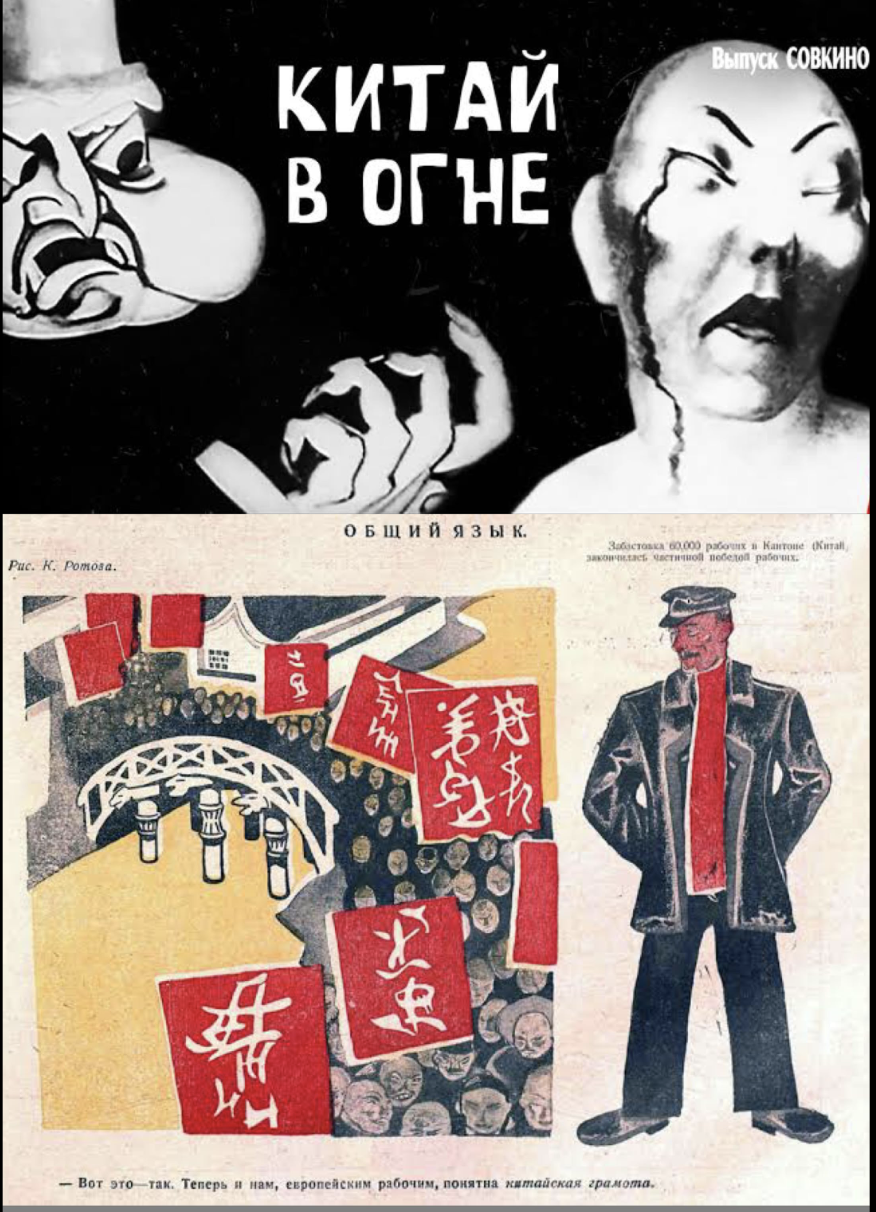 Выпуск СОВКИНО
КИТАЙ
В ОГНЕ
ОБЩИЙ ЯЗЫК.
Рис. К. Ротова.
Забастовка 60,000 рабочих в Кантоне (Китай,
закончилась частичной победой рабочих.
— Вот это—так. Теперь и нам, европейским рабочим, понятна китайская грамота.